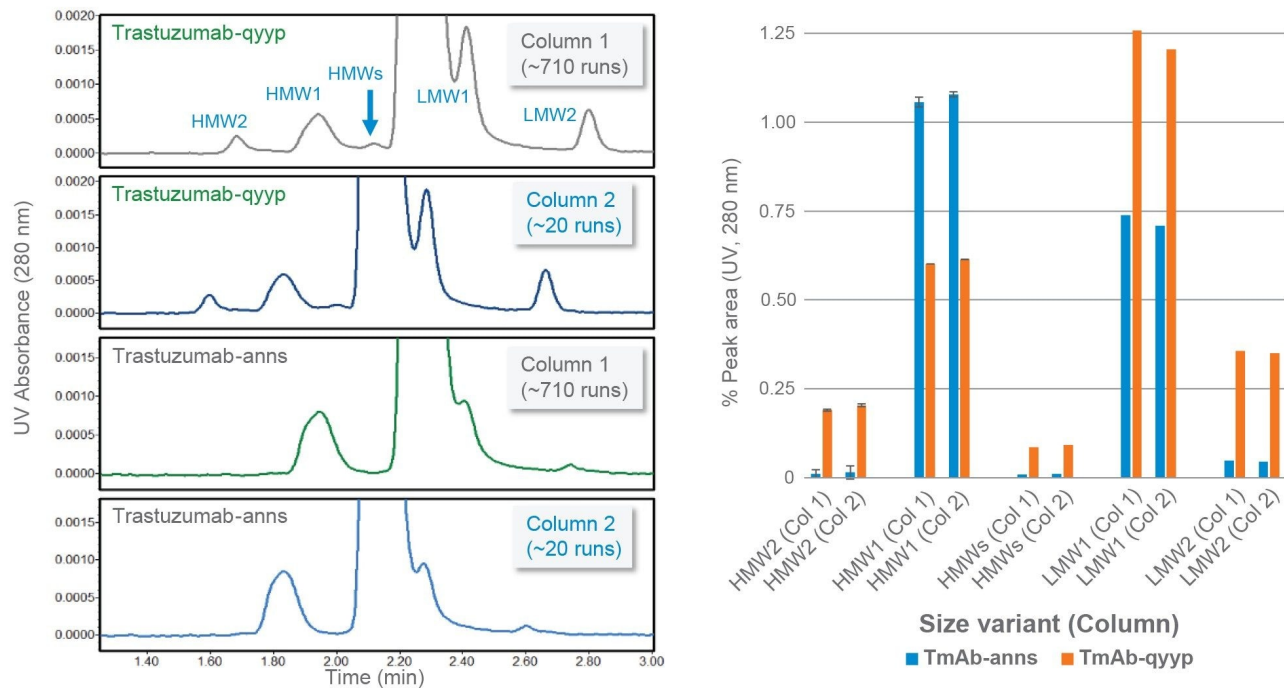 UV Absorbance (280 nm)
0.0020
0.0015
0.0010
0.0005
0.0000
Trastuzumab-qyyp
HMW2
HMW1
HMWs
LMW1
LMW2
Column 1
(~710 runs)
0.0020
0.0015
0.0010
0.0005
0.0000
Trastuzumab-qyyp
Column 2
(~20 runs)
0.0015
0.0010
0.0005
0.0000
Trastuzumab-anns
Column 1
(~710 runs)
0.0015
0.0010
0.0005
0.0000
Trastuzumab-anns
Column 2
(~20 runs)
1.40 1.60 1.80 2.00 2.20 2.40 2.60 2.80 3.00
Time (min)
% Peak area (UV, 280 nm)
1.25
1.00
0.75
0.50
0.25
0
HMW2 (Col 1)
HMW2 (Col 2)
HMW1 (Col 1)
HMW1 (Col 2)
HMWs (Col 1)
HMWs (Col 2)
LMW1 (Col 1)
LMW1 (Col 2)
LMW2 (Col 1)
LMW2 (Col 2)
Size variant (Column)
TmAb-anns TmAb-qyyp